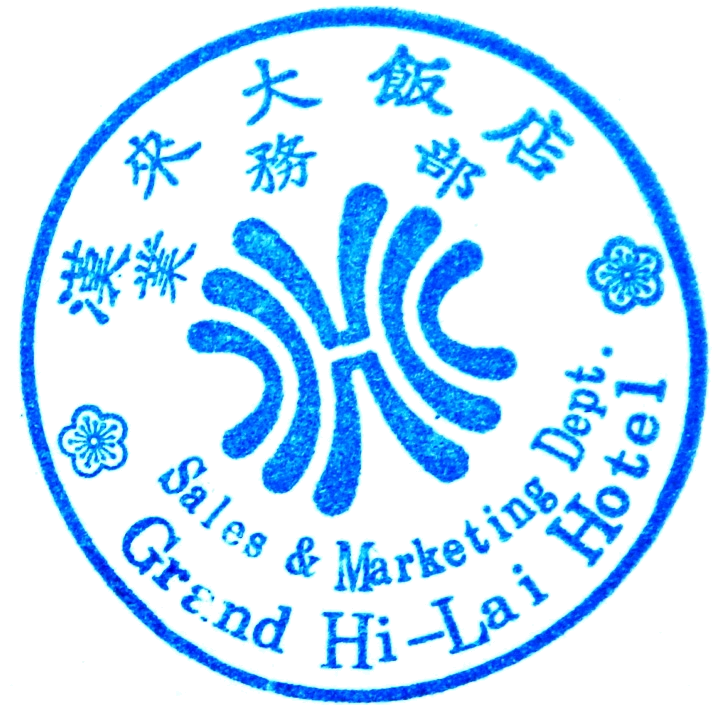 漢來大飯店
業務部
Sales & Marketing Dept.
Grand Hi-Lai Hotel